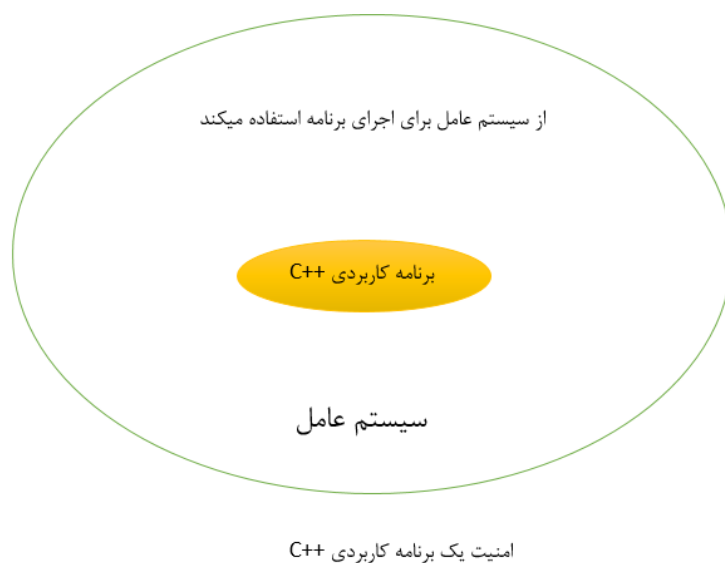 از سیستم عامل برای اجرای برنامه استفاده میکند
برنامه کاربردی C++
سیستم عامل
امنیت یک برنامه کاربردی C++